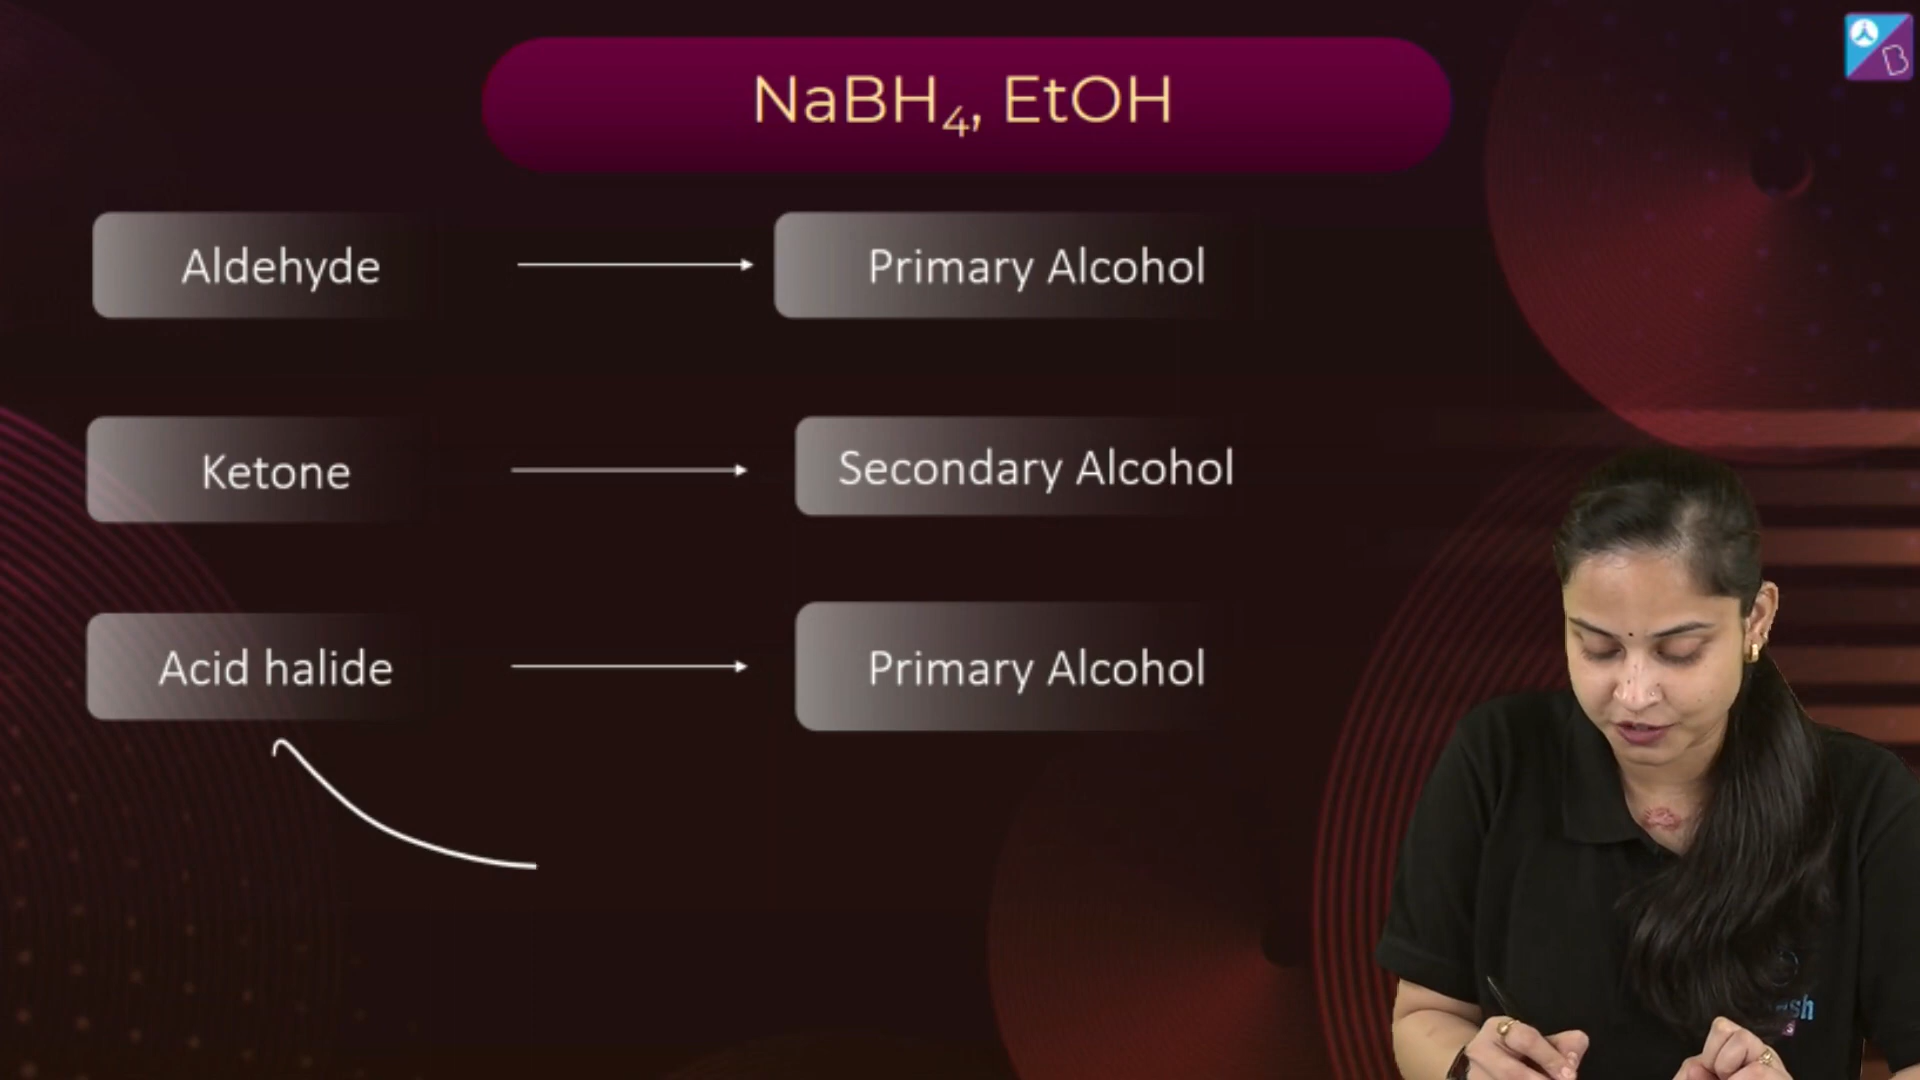 NaBH₄, EtOH
Aldehyde → Primary Alcohol
Ketone → Secondary Alcohol
Acid halide → Primary Alcohol